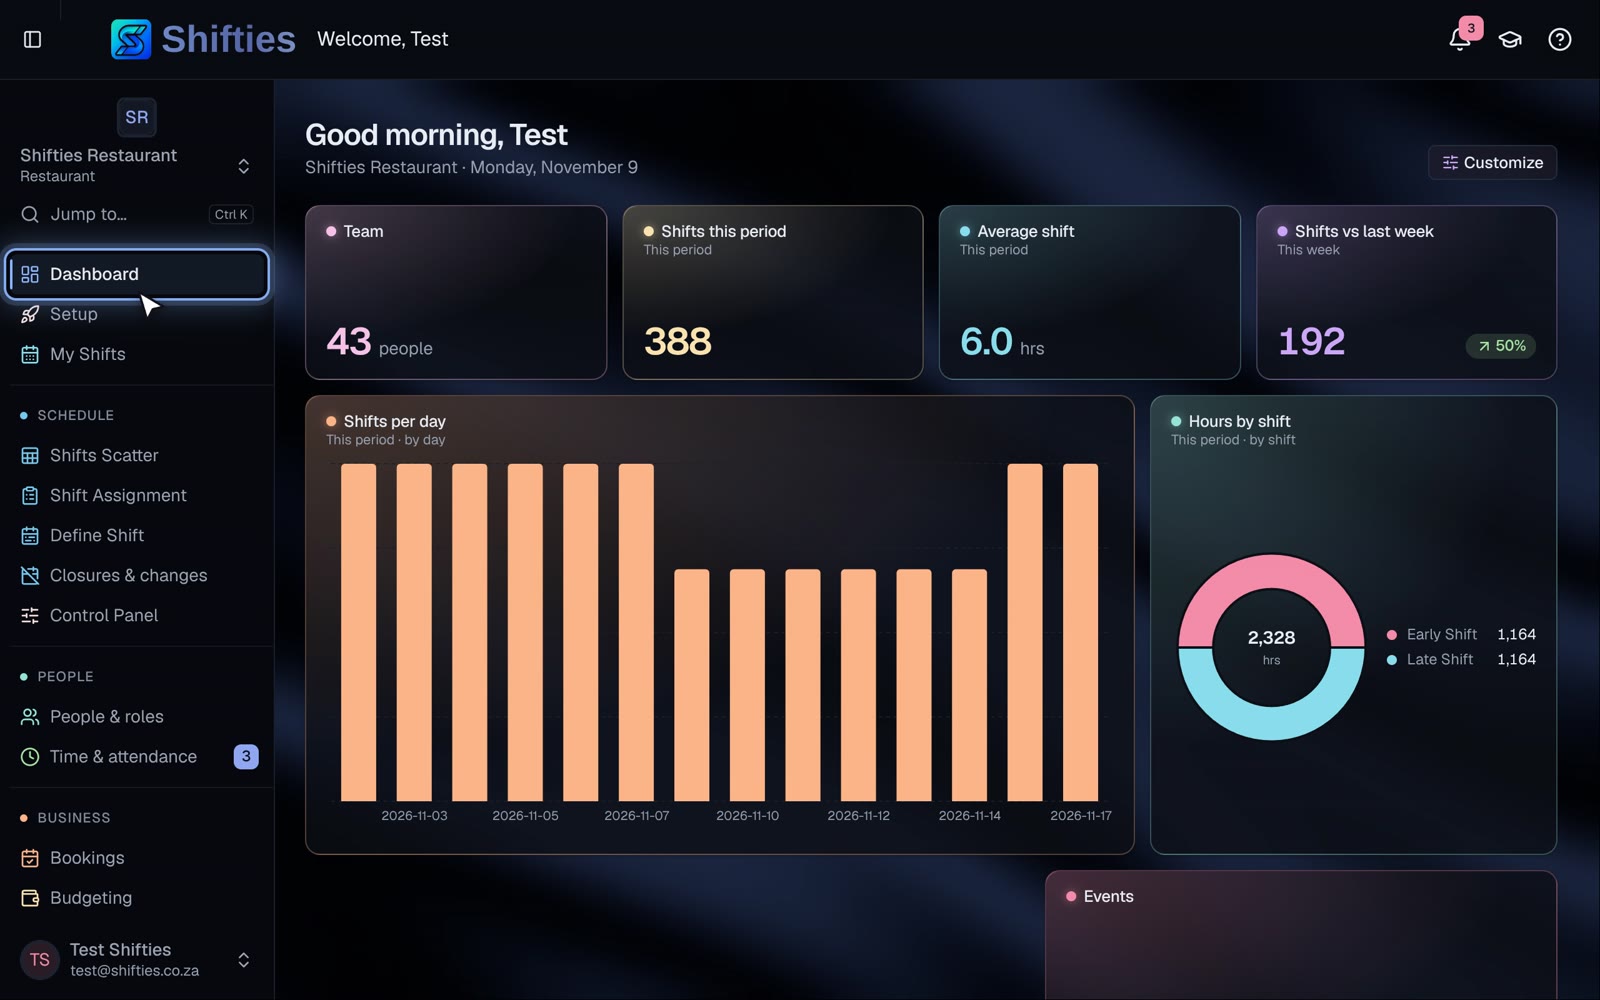 Shifties
Welcome, Test
3
SR
Shifties Restaurant
Restaurant
Jump to...
Ctrl K
Dashboard
Setup
My Shifts
SCHEDULE
Shifts Scatter
Shift Assignment
Define Shift
Closures & changes
Control Panel
PEOPLE
People & roles
Time & attendance
3
BUSINESS
Bookings
Budgeting
TS
Test Shifties
test@shifties.co.za
Good morning, Test
Shifties Restaurant · Monday, November 9
Customize
Team
43 people
Shifts this period
This period
388
Average shift
This period
6.0 hrs
Shifts vs last week
This week
192
50%
Shifts per day
This period · by day
2026-11-03
2026-11-05
2026-11-07
2026-11-10
2026-11-12
2026-11-14
2026-11-17
Hours by shift
This period · by shift
2,328
hrs
Early Shift 1,164
Late Shift 1,164
Events